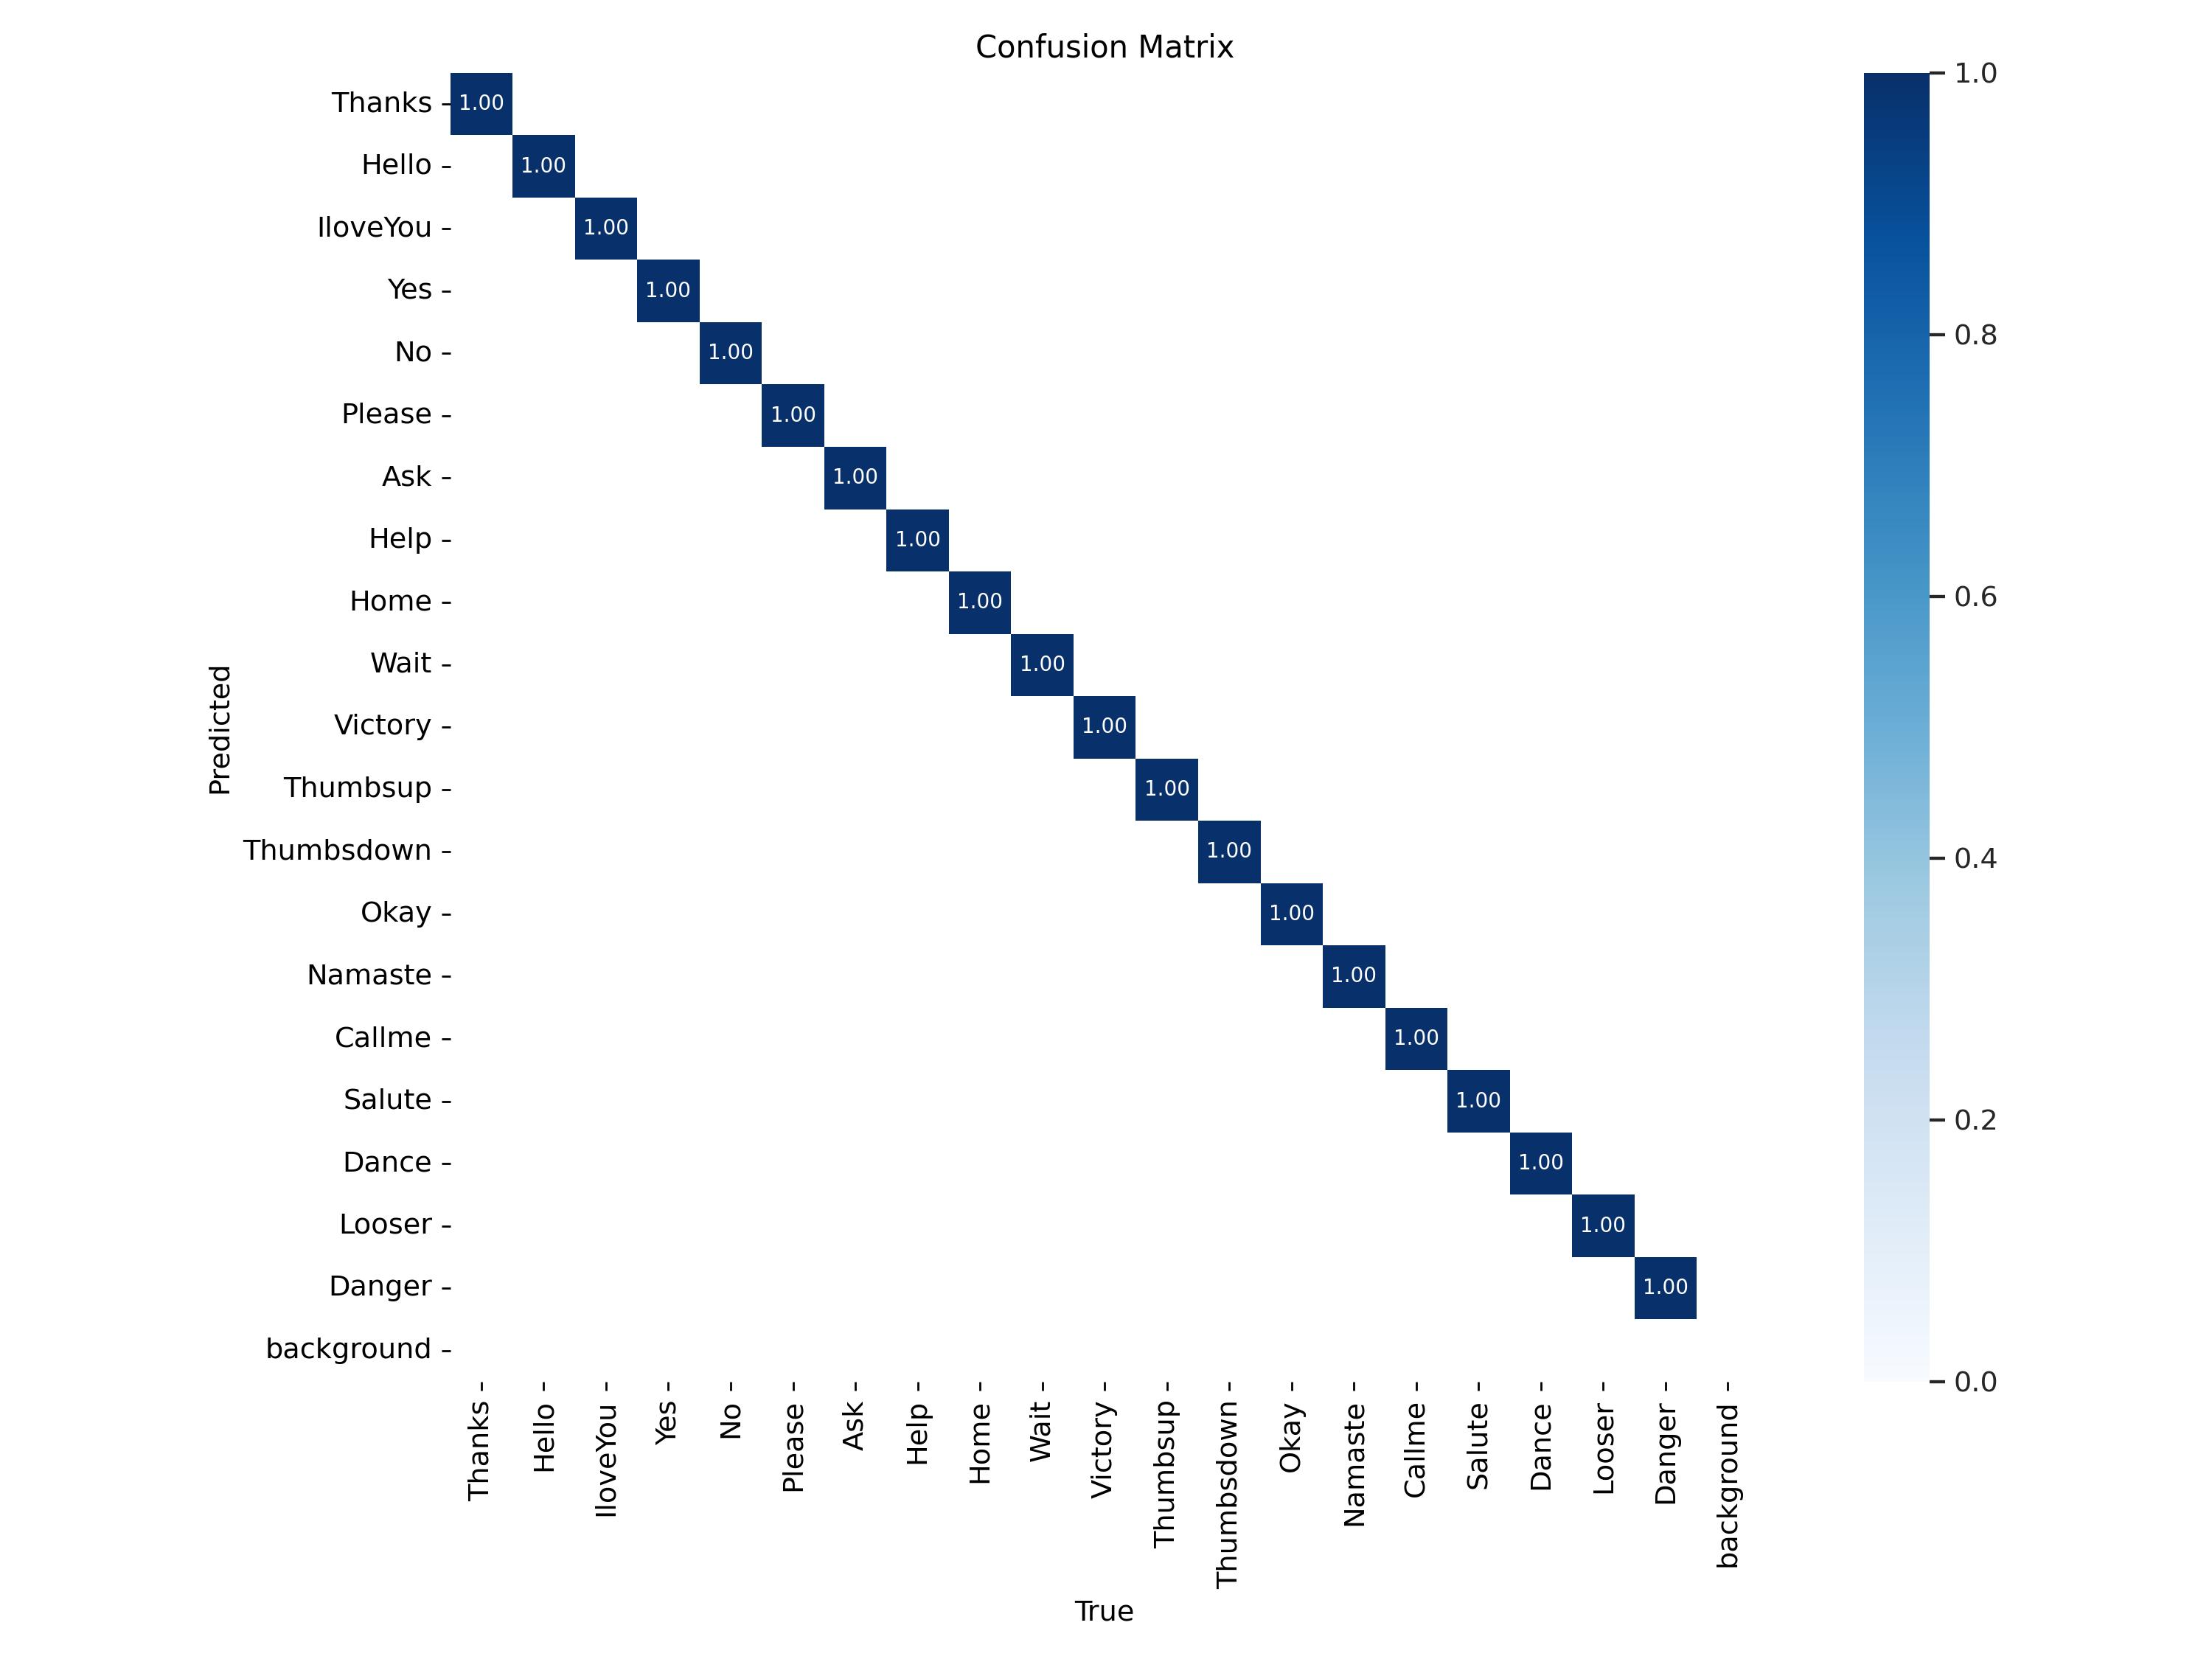 Confusion Matrix
Thanks 1.00
Hello 1.00
IloveYou 1.00
Yes 1.00
No 1.00
Please 1.00
Ask 1.00
Help 1.00
Home 1.00
Wait 1.00
Victory 1.00
Thumbsup 1.00
Thumbsdown 1.00
Okay 1.00
Namaste 1.00
Callme 1.00
Salute 1.00
Dance 1.00
Looser 1.00
Danger 1.00
background
Predicted
Thanks
Hello
IloveYou
Yes
No
Please
Ask
Help
Home
Wait
Victory
Thumbsup
Thumbsdown
Okay
Namaste
Callme
Salute
Dance
Looser
Danger
background
True
1.0
0.8
0.6
0.4
0.2
0.0